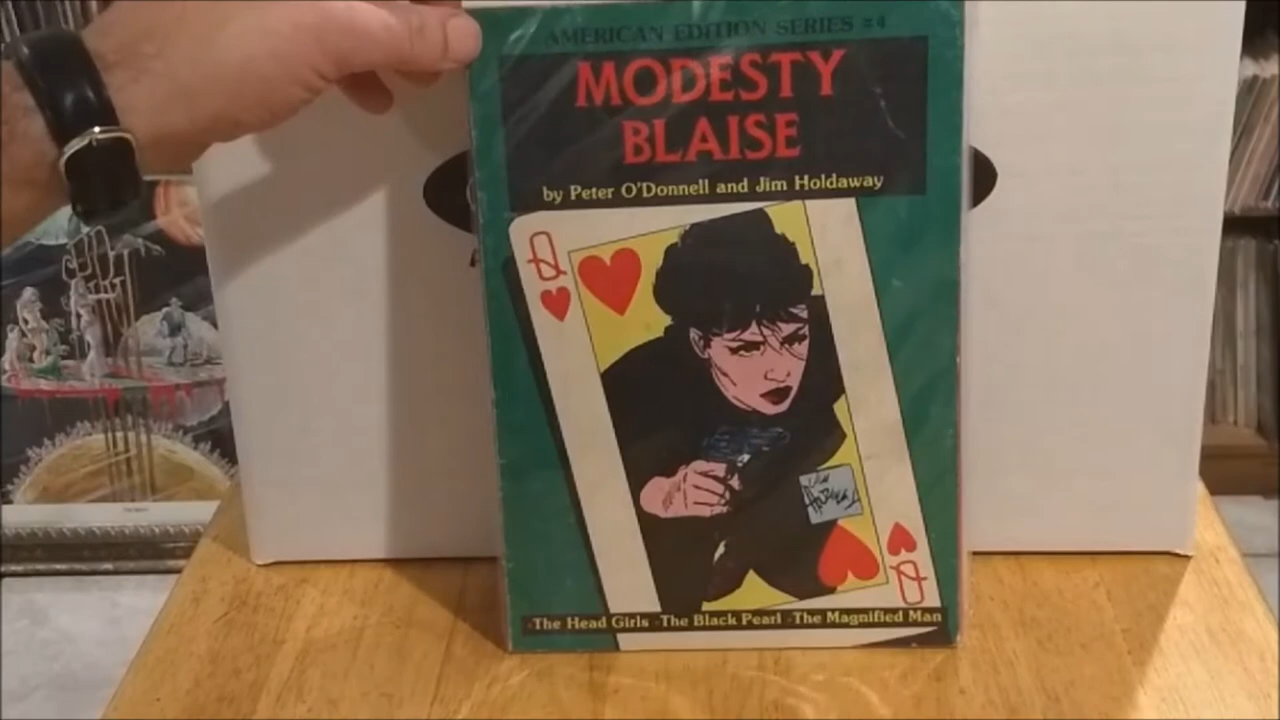 AMERICAN EDITION SERIES #4
MODESTY
BLAISE
by Peter O'Donnell and Jim Holdaway
Q
Q
·The Head Girls ·The Black Pearl ·The Magnified Man